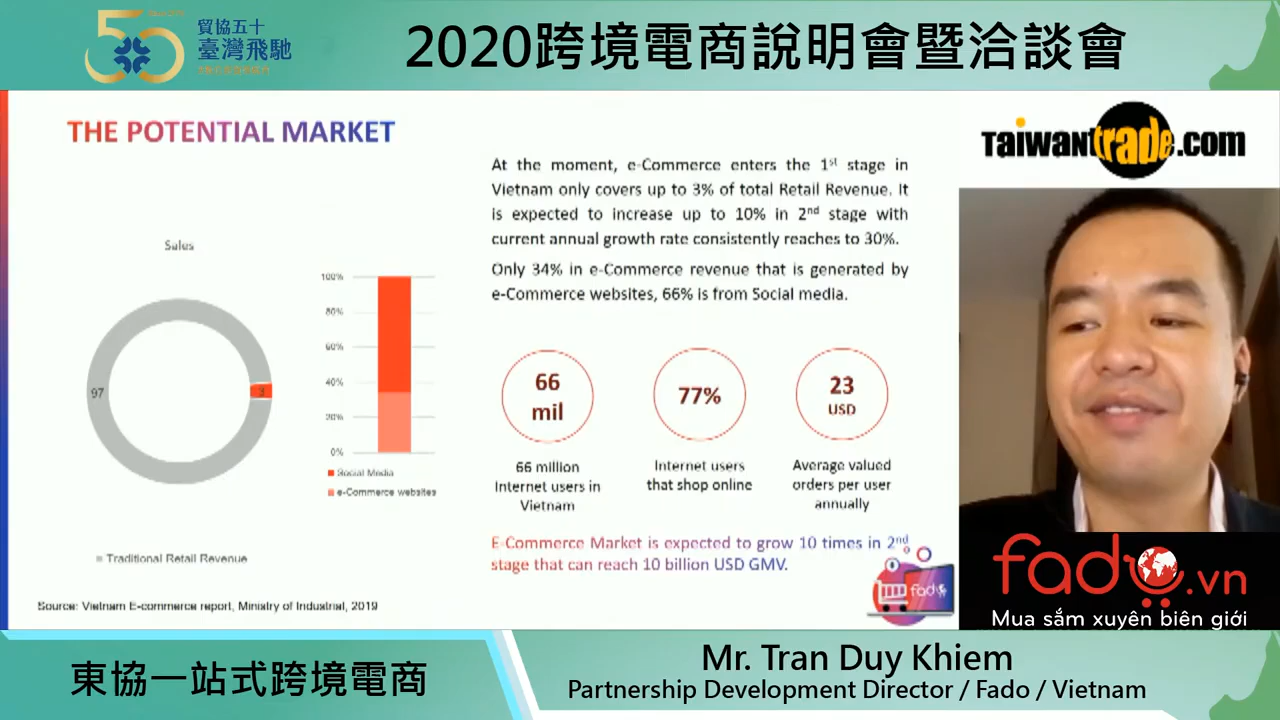 50
貿協五十
臺灣飛馳
2020跨境電商說明會暨洽談會
THE POTENTIAL MARKET
At the moment, e-Commerce enters the 1st stage in
Vietnam only covers up to 3% of total Retail Revenue. It
is expected to increase up to 10% in 2nd stage with
current annual growth rate consistently reaches to 30%.
Only 34% in e-Commerce revenue that is generated by
e-Commerce websites, 66% is from Social media.
Sales
97
3
Traditional Retail Revenue
100%
80%
60%
40%
20%
0%
Social Media
e-Commerce websites
66
mil
66 million
Internet users in
Vietnam
77%
Internet users
that shop online
23
USD
Average valued
orders per user
annually
E-Commerce Market is expected to grow 10 times in 2nd
stage that can reach 10 billion USD GMV.
fado
Source: Vietnam E-commerce report, Ministry of Industrial, 2019
Taiwantrade.com
fado.vn
Mua sắm xuyên biên giới
東協一站式跨境電商
Mr. Tran Duy Khiem
Partnership Development Director / Fado / Vietnam